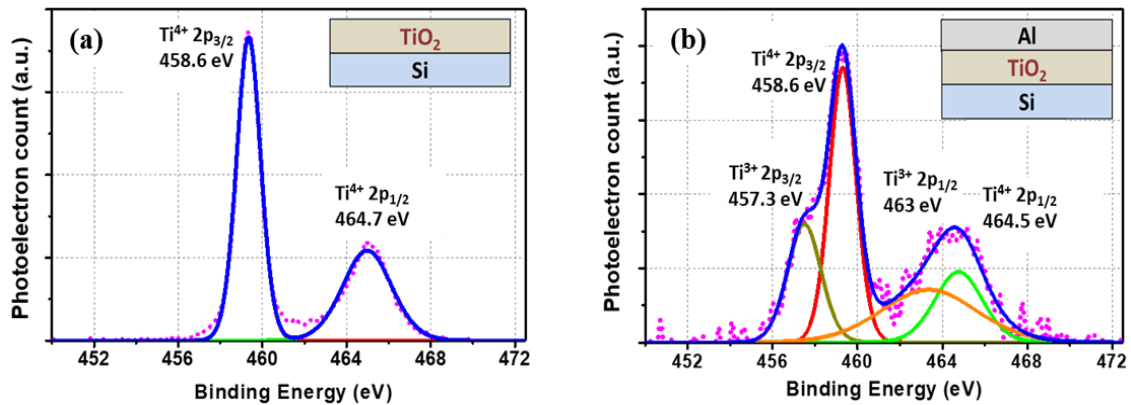 (a)
Ti⁴⁺ 2p₃/₂
458.6 eV
TiO₂
Si
Ti⁴⁺ 2p₁/₂
464.7 eV
Photoelectron count (a.u.)
452 456 460 464 468 472
Binding Energy (eV)
(b)
Ti⁴⁺ 2p₃/₂
458.6 eV
Al
TiO₂
Si
Ti³⁺ 2p₃/₂
457.3 eV
Ti³⁺ 2p₁/₂
463 eV
Ti⁴⁺ 2p₁/₂
464.5 eV
Photoelectron count (a.u.)
452 456 460 464 468 472
Binding Energy (eV)